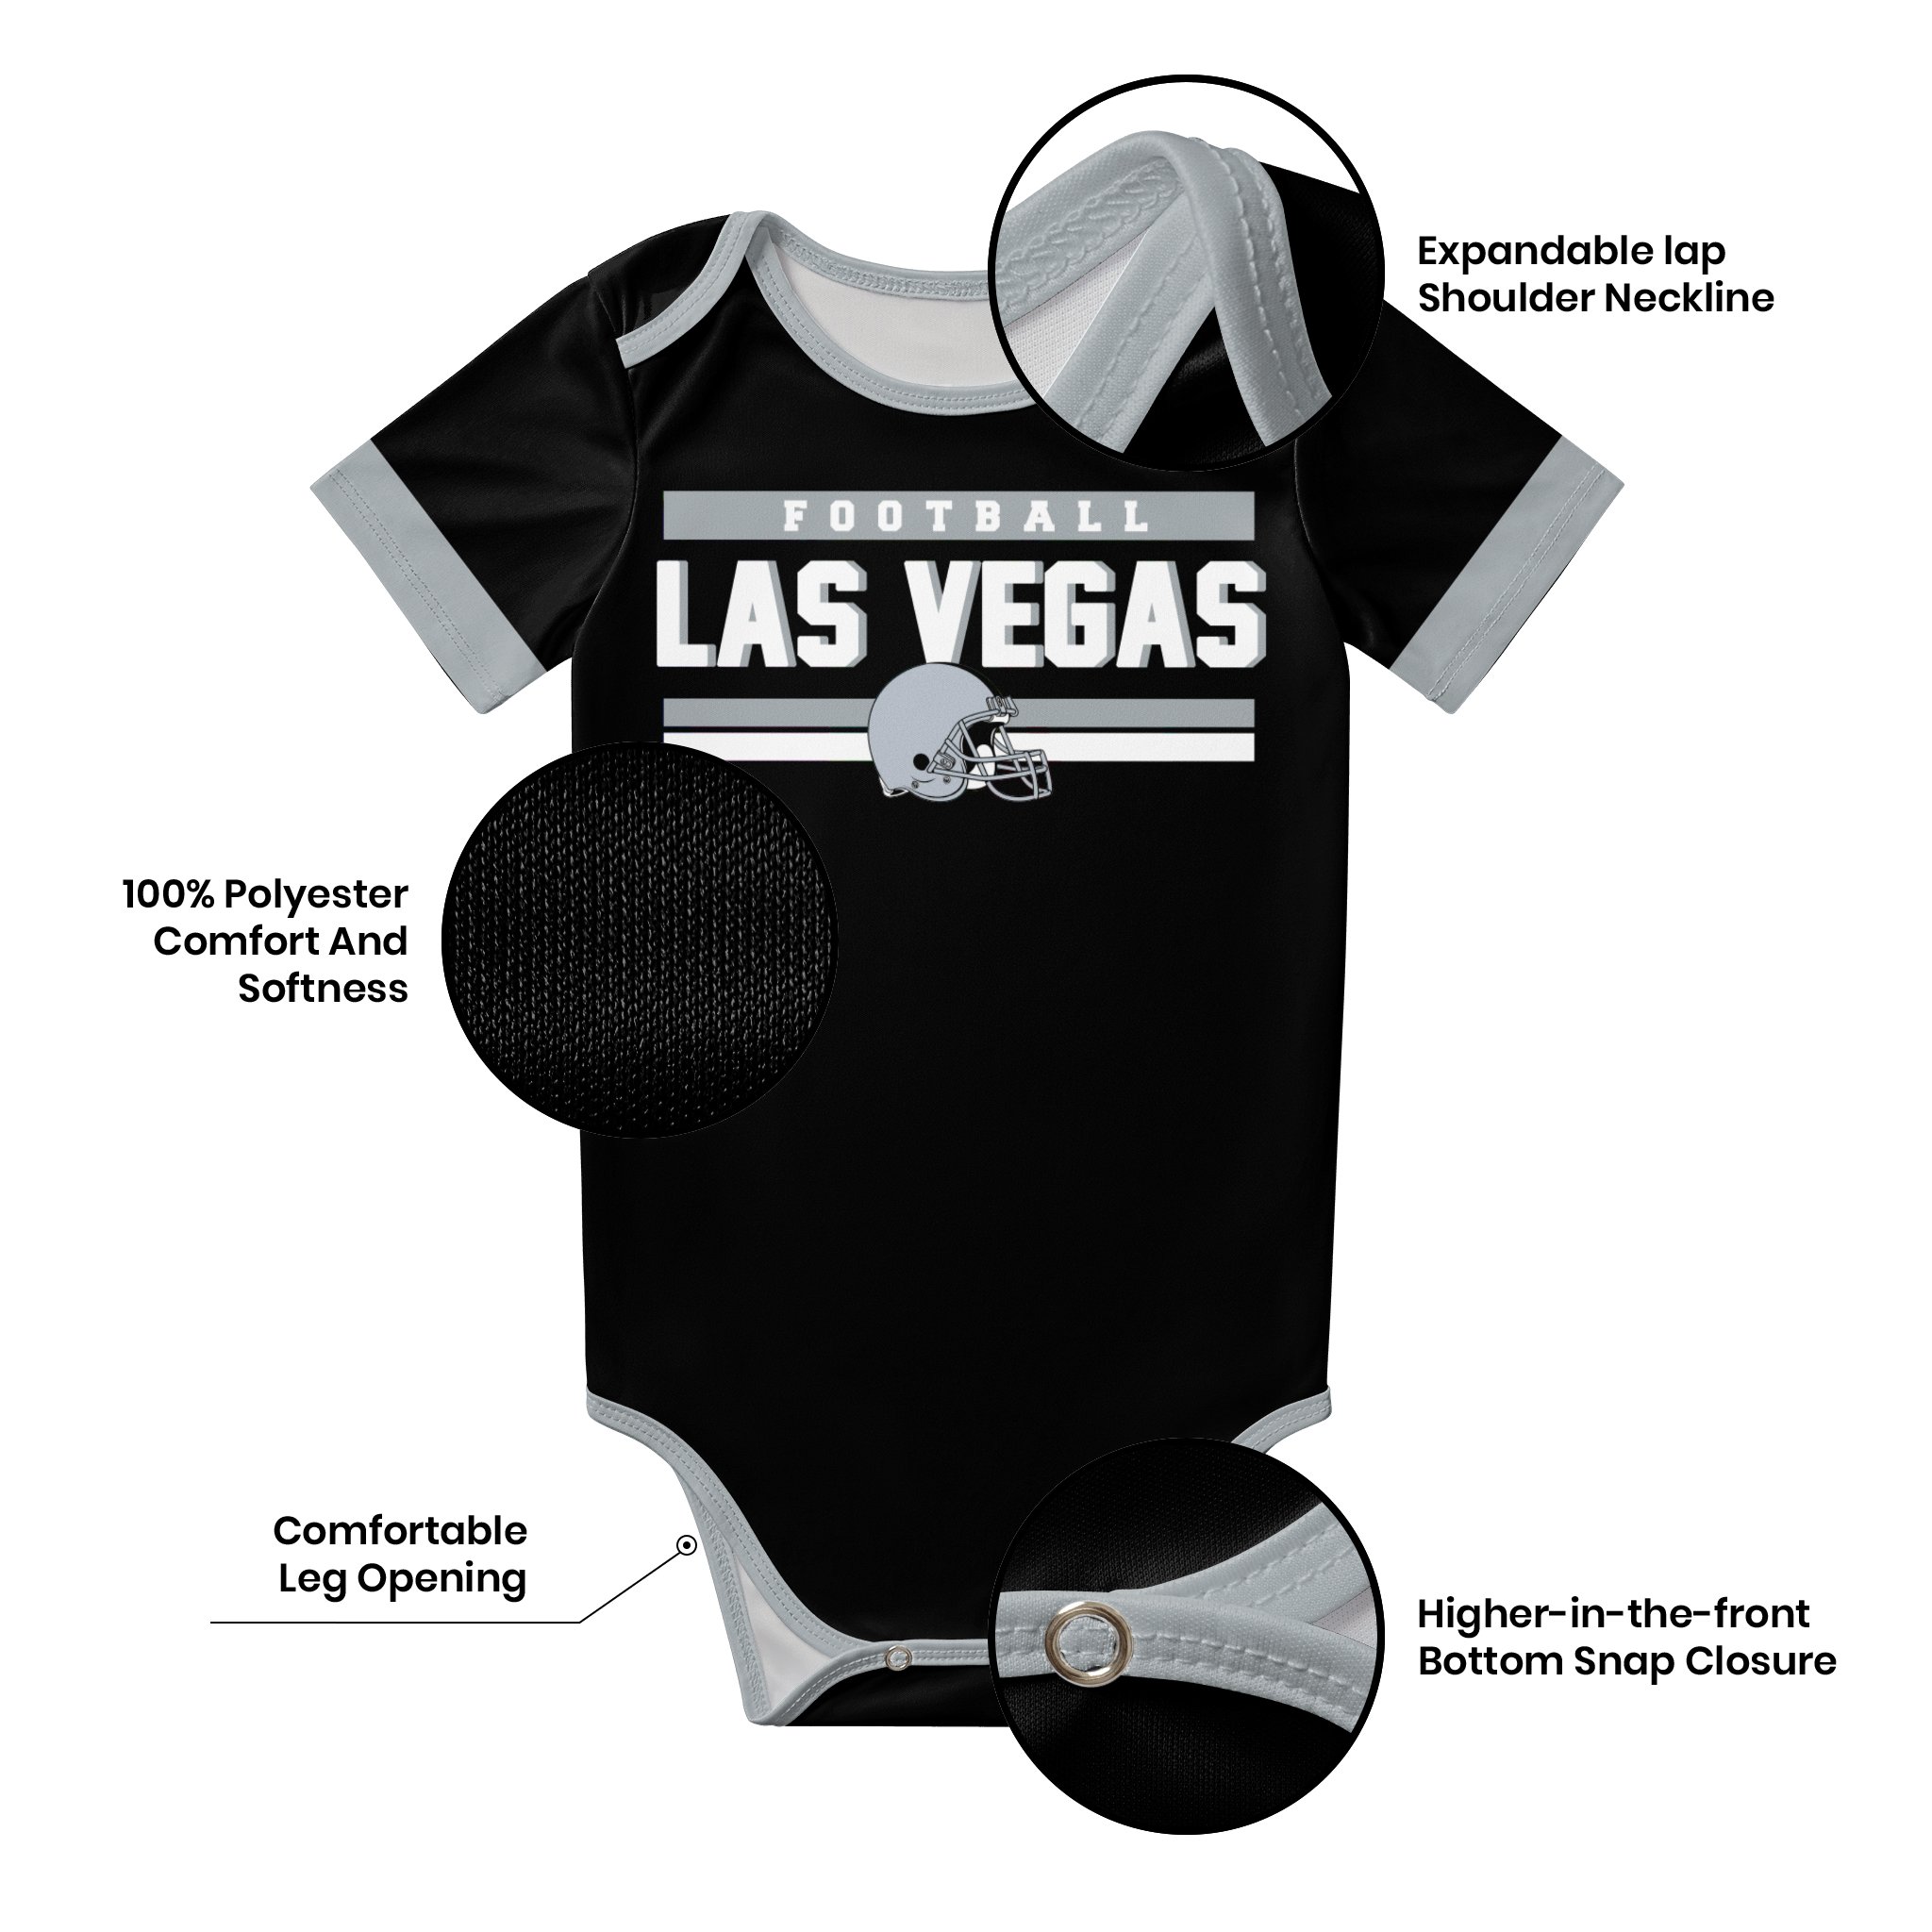 Expandable lap
Shoulder Neckline
FOOTBALL
LAS VEGAS
100% Polyester
Comfort And
Softness
Comfortable
Leg Opening
Higher-in-the-front
Bottom Snap Closure